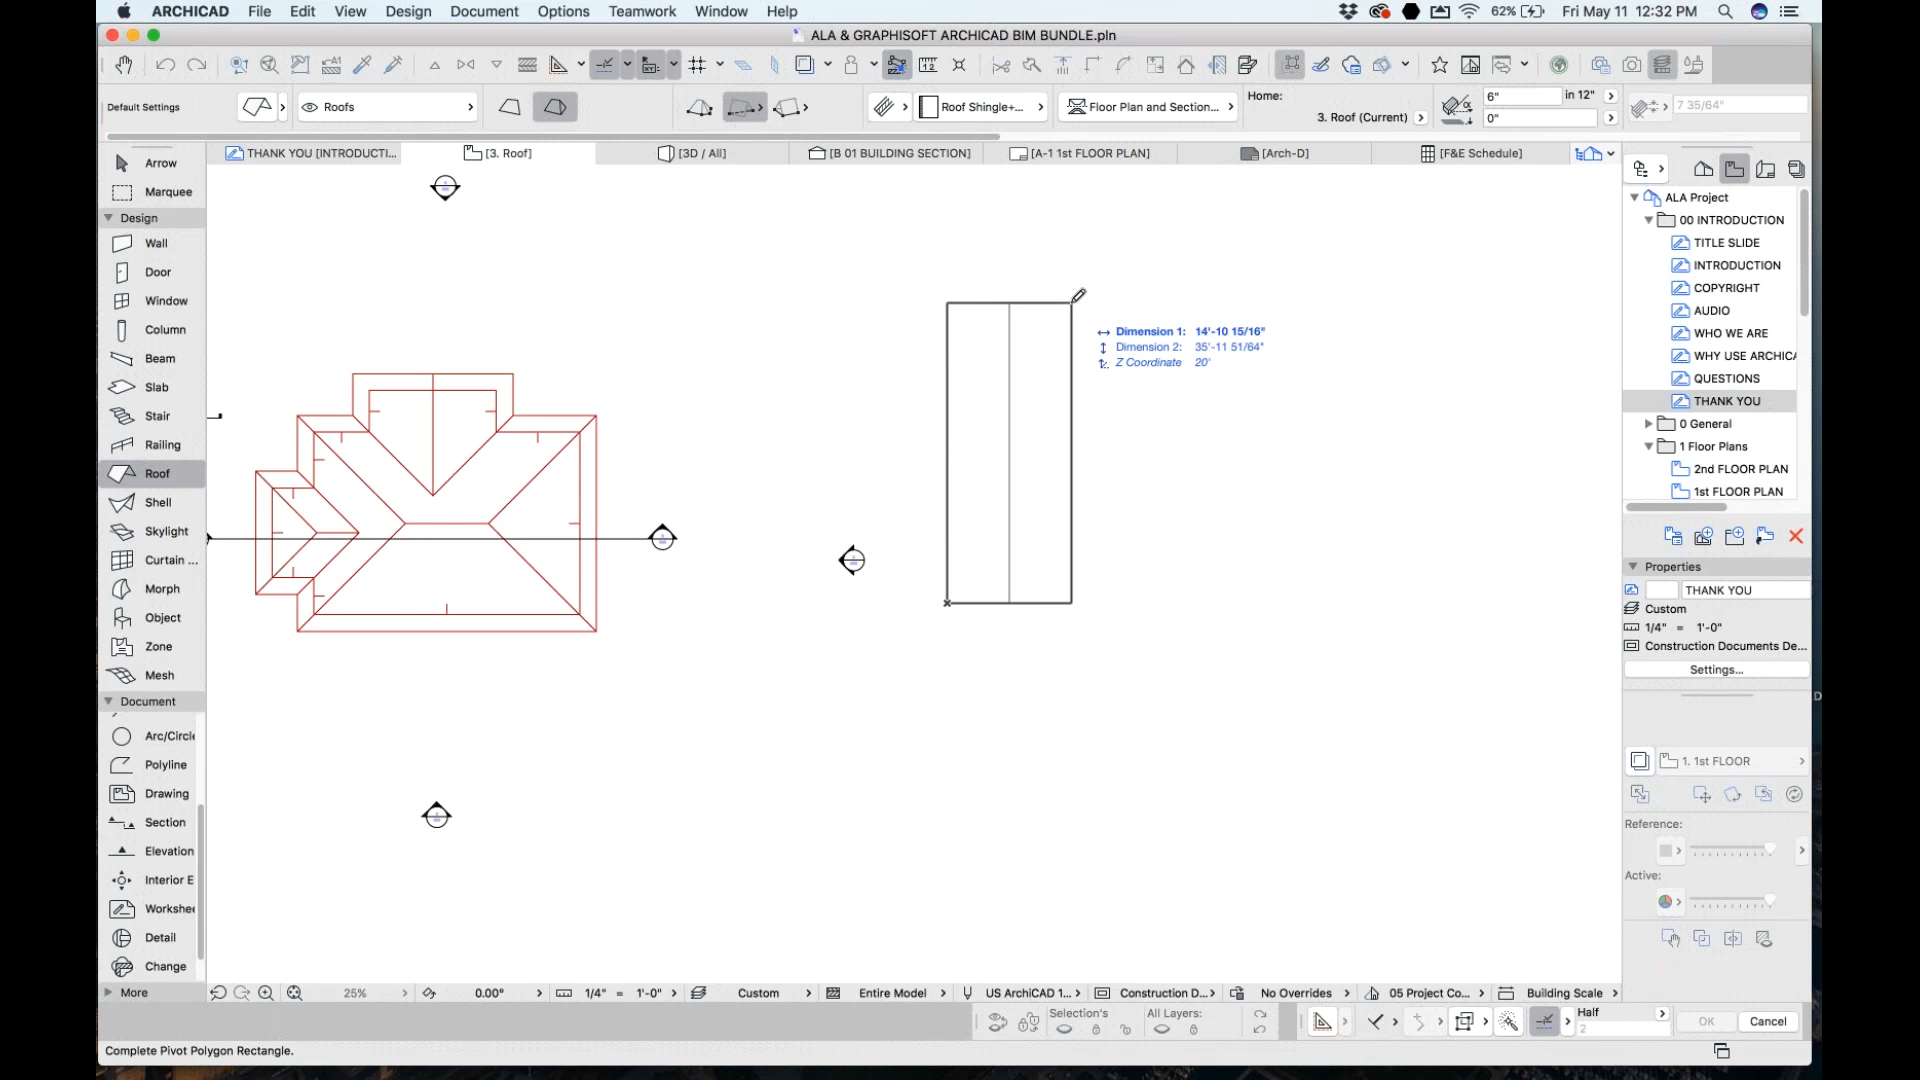 ARCHICAD File Edit View Design Document Options Teamwork Window Help 62% Fri May 11 12:32 PM
ALA & GRAPHISOFT ARCHICAD BIM BUNDLE.pln
Default Settings
Roofs
Roof Shingle+...
Floor Plan and Section...
Home:
3. Roof (Current)
6"
in 12"
0"
7 35/64"
THANK YOU [INTRODUCTI...
[3. Roof]
[3D / All]
[B 01 BUILDING SECTION]
[A-1 1st FLOOR PLAN]
[Arch-D]
[F&E Schedule]
Arrow
Marquee
Design
Wall
Door
Window
Column
Beam
Slab
Stair
Railing
Roof
Shell
Skylight
Curtain ...
Morph
Object
Zone
Mesh
Document
Arc/Circle
Polyline
Drawing
Section
Elevation
Interior E
Workshee
Detail
Change
More
Dimension 1: 14'-10 15/16"
Dimension 2: 35'-11 51/64"
Z Coordinate 20'
ALA Project
00 INTRODUCTION
TITLE SLIDE
INTRODUCTION
COPYRIGHT
AUDIO
WHO WE ARE
WHY USE ARCHICA
QUESTIONS
THANK YOU
0 General
1 Floor Plans
2nd FLOOR PLAN
1st FLOOR PLAN
Properties
THANK YOU
Custom
1/4" = 1'-0"
Construction Documents De...
Settings...
1. 1st FLOOR
Reference:
Active:
25% 0.00° 1/4" = 1'-0" Custom Entire Model US ArchiCAD 1... Construction D... No Overrides 05 Project Co... Building Scale
Selection's
All Layers:
Half
2
OK
Cancel
Complete Pivot Polygon Rectangle.